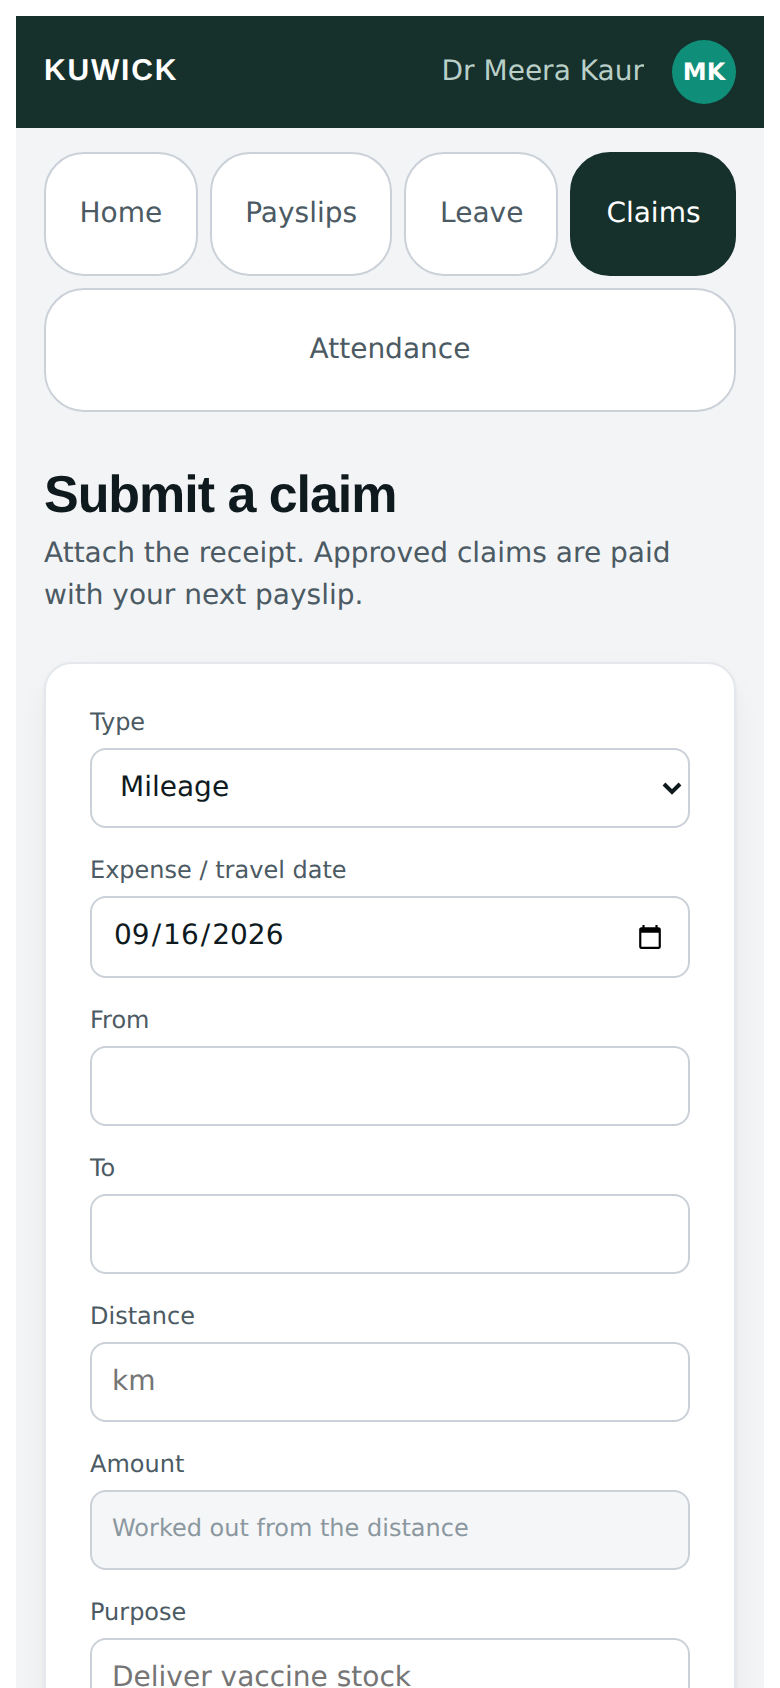 KUWICK
Dr Meera Kaur
MK
Home
Payslips
Leave
Claims
Attendance
Submit a claim
Attach the receipt. Approved claims are paid
with your next payslip.
Type
Mileage
Expense / travel date
09/16/2026
From
To
Distance
km
Amount
Worked out from the distance
Purpose
Deliver vaccine stock